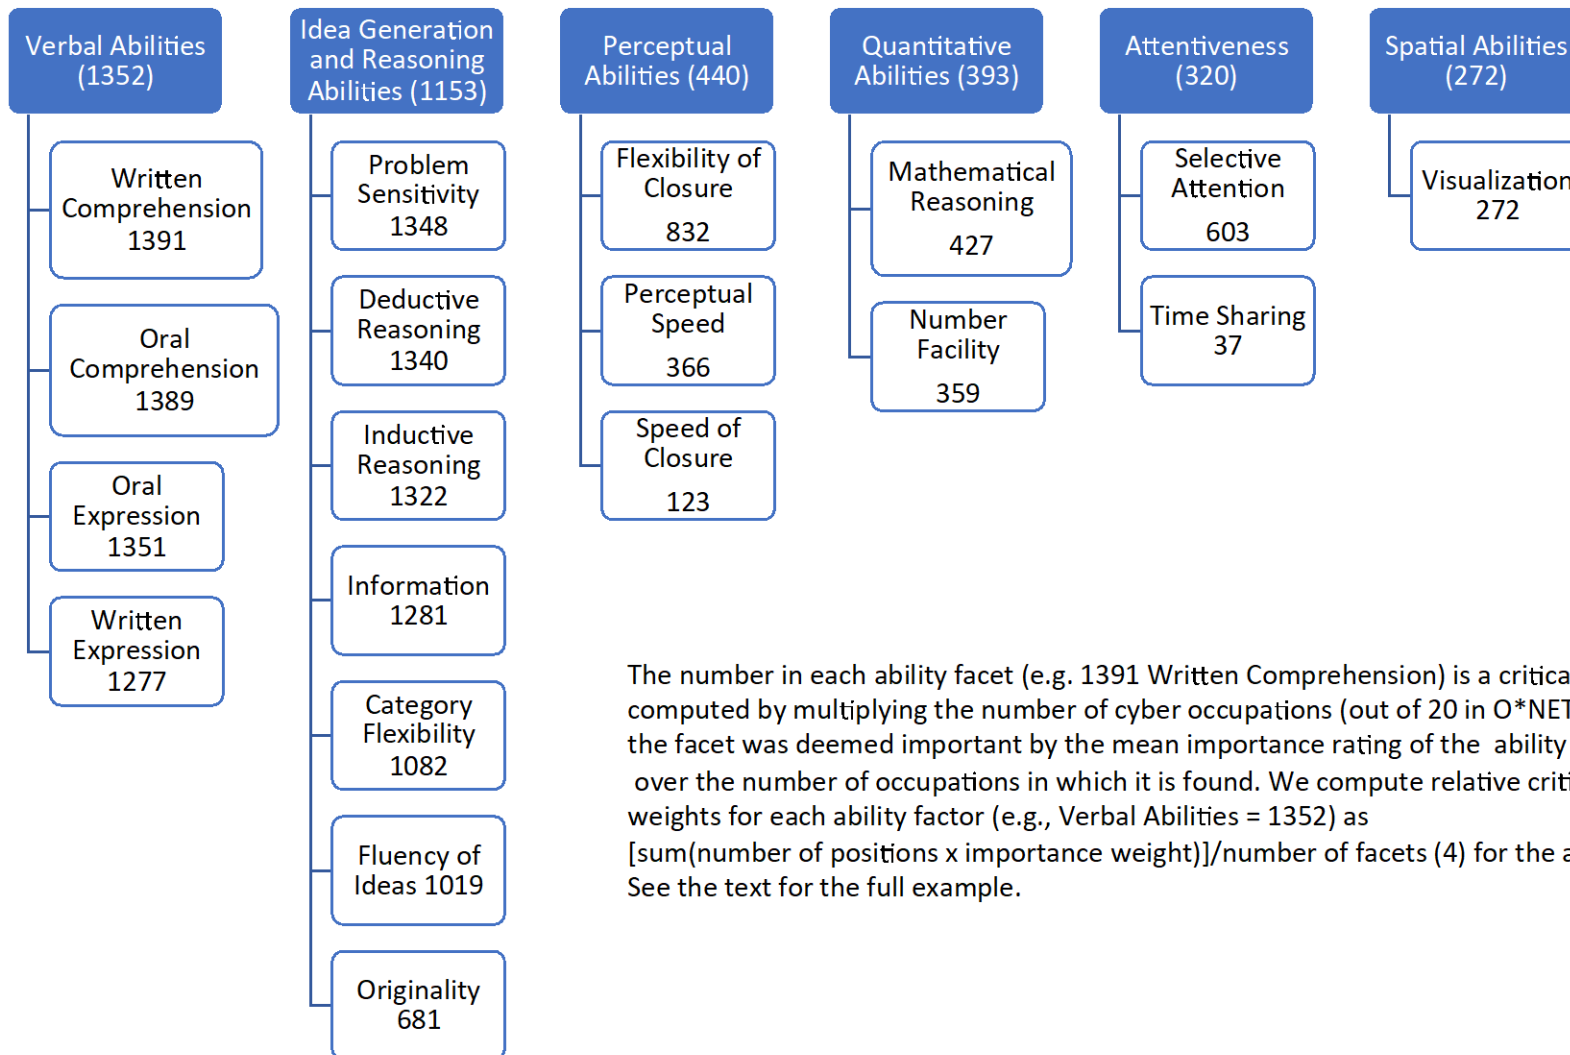 Verbal Abilities
(1352)
Written
Comprehension
1391
Oral
Comprehension
1389
Oral
Expression
1351
Written
Expression
1277
Idea Generation
and Reasoning
Abilities (1153)
Problem
Sensitivity
1348
Deductive
Reasoning
1340
Inductive
Reasoning
1322
Information
1281
Category
Flexibility
1082
Fluency of
Ideas 1019
Originality
681
Perceptual
Abilities (440)
Flexibility of
Closure
832
Perceptual
Speed
366
Speed of
Closure
123
Quantitative
Abilities (393)
Mathematical
Reasoning
427
Number
Facility
359
Attentiveness
(320)
Selective
Attention
603
Time Sharing
37
Spatial Abilities
(272)
Visualization
272
The number in each ability facet (e.g. 1391 Written Comprehension) is a
computed by multiplying the number of cyber occupations (out of 20 in O*NET
the facet was deemed important by the mean importance rating of the ability
over the number of occupations in which it is found. We compute relative
weights for each ability factor (e.g., Verbal Abilities = 1352) as
[sum(number of positions x importance weight)]/number of facets (4) for the
See the text for the full example.